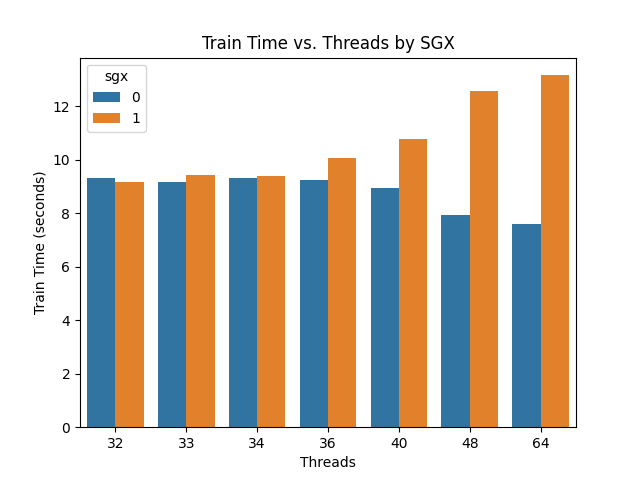 Train Time vs. Threads by SGX
sgx
0
1
12
10
8
6
4
2
0
Train Time (seconds)
32 33 34 36 40 48 64
Threads